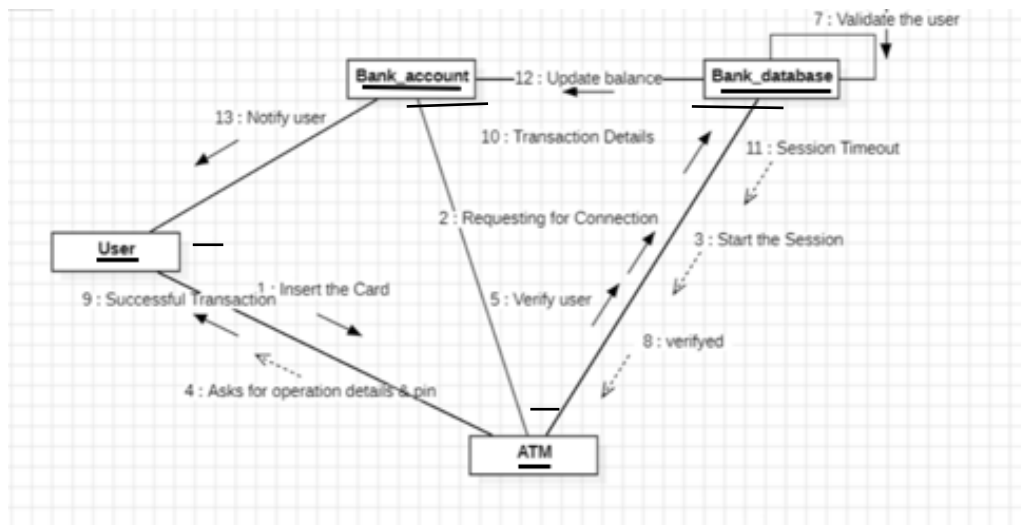 7 : Validate the user
Bank_account
12 : Update balance
Bank_database
13 : Notify user
10 : Transaction Details
11 : Session Timeout
2 : Requesting for Connection
3 : Start the Session
User
1 : Insert the Card
9 : Successful Transaction
5 : Verify user
8 : verifyed
4 : Asks for operation details & pin
ATM